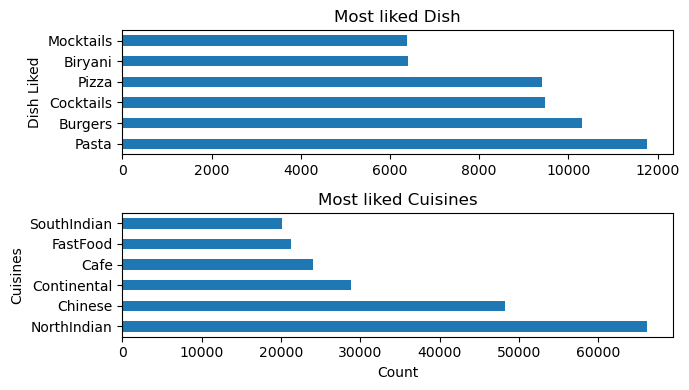 Most liked Dish
Dish Liked
Mocktails
Biryani
Pizza
Cocktails
Burgers
Pasta
0 2000 4000 6000 8000 10000 12000
Most liked Cuisines
Cuisines
SouthIndian
FastFood
Cafe
Continental
Chinese
NorthIndian
0 10000 20000 30000 40000 50000 60000
Count